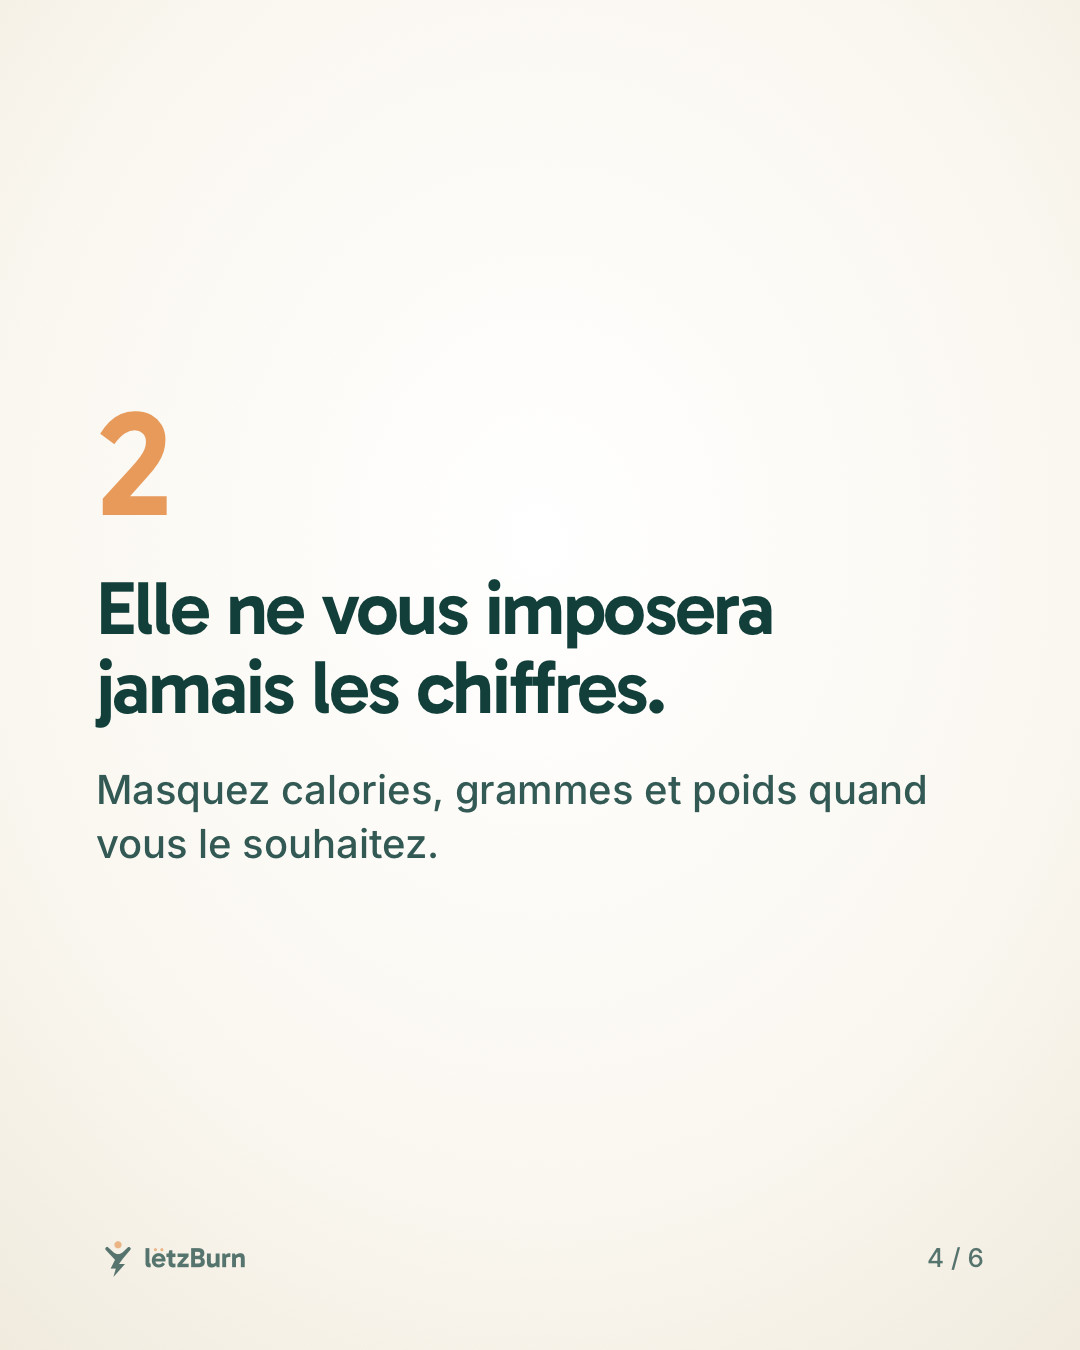 2
Elle ne vous imposera
jamais les chiffres.
Masquez calories, grammes et poids quand
vous le souhaitez.
lëtzBurn
4 / 6